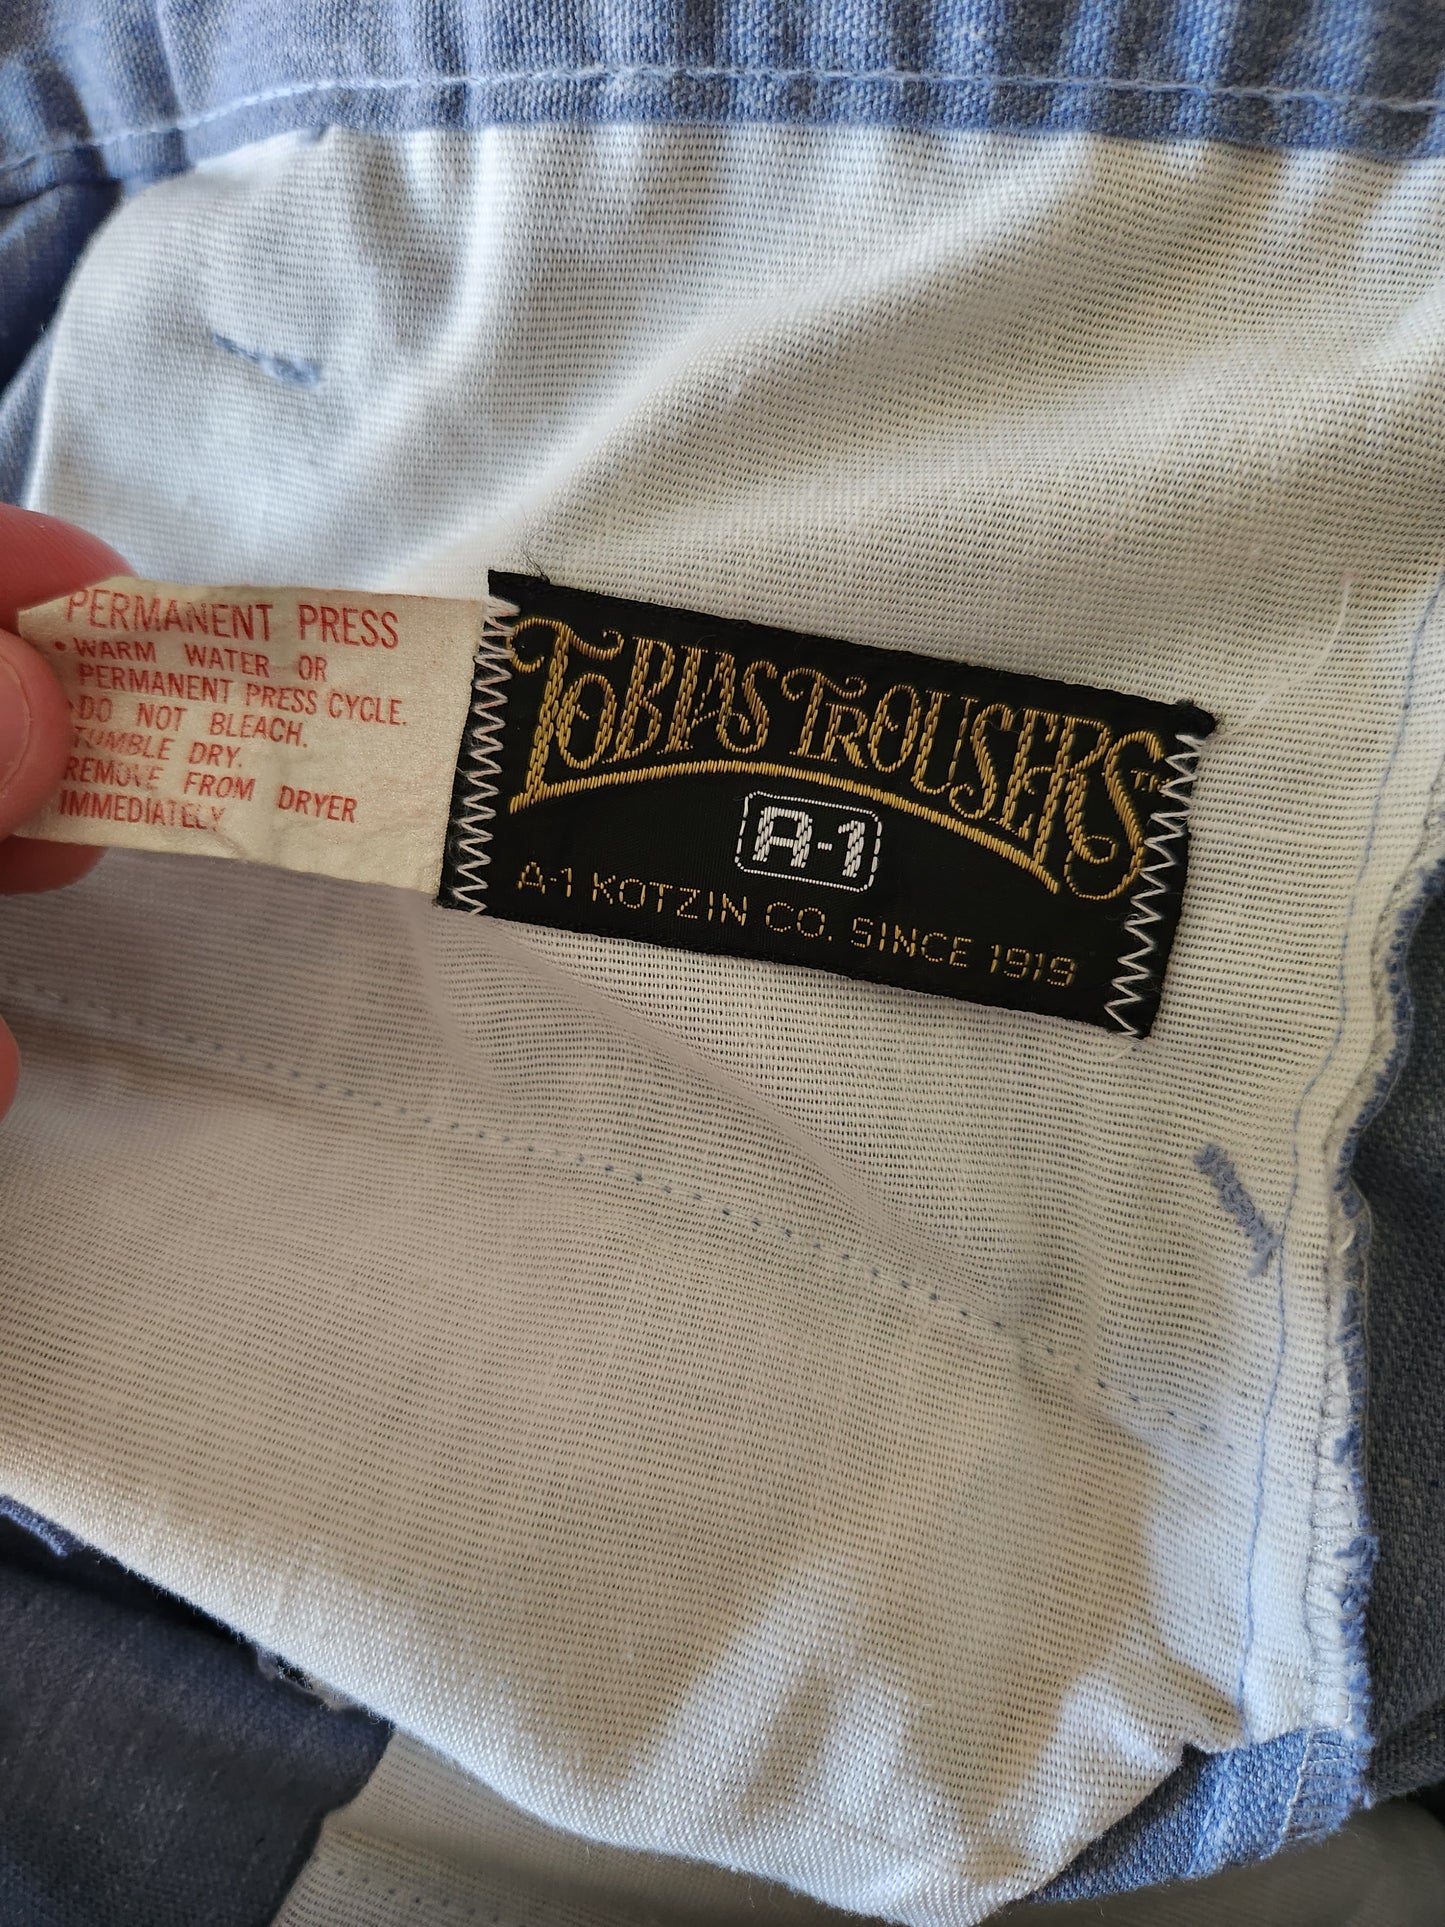 PERMANENT PRESS
• WARM WATER OR
PERMANENT PRESS CYCLE.
DO NOT BLEACH.
TUMBLE DRY.
REMOVE FROM DRYER
IMMEDIATELY
TOBIAS TROUSERS™
A-1
A-1 KOTZIN CO. SINCE 1919